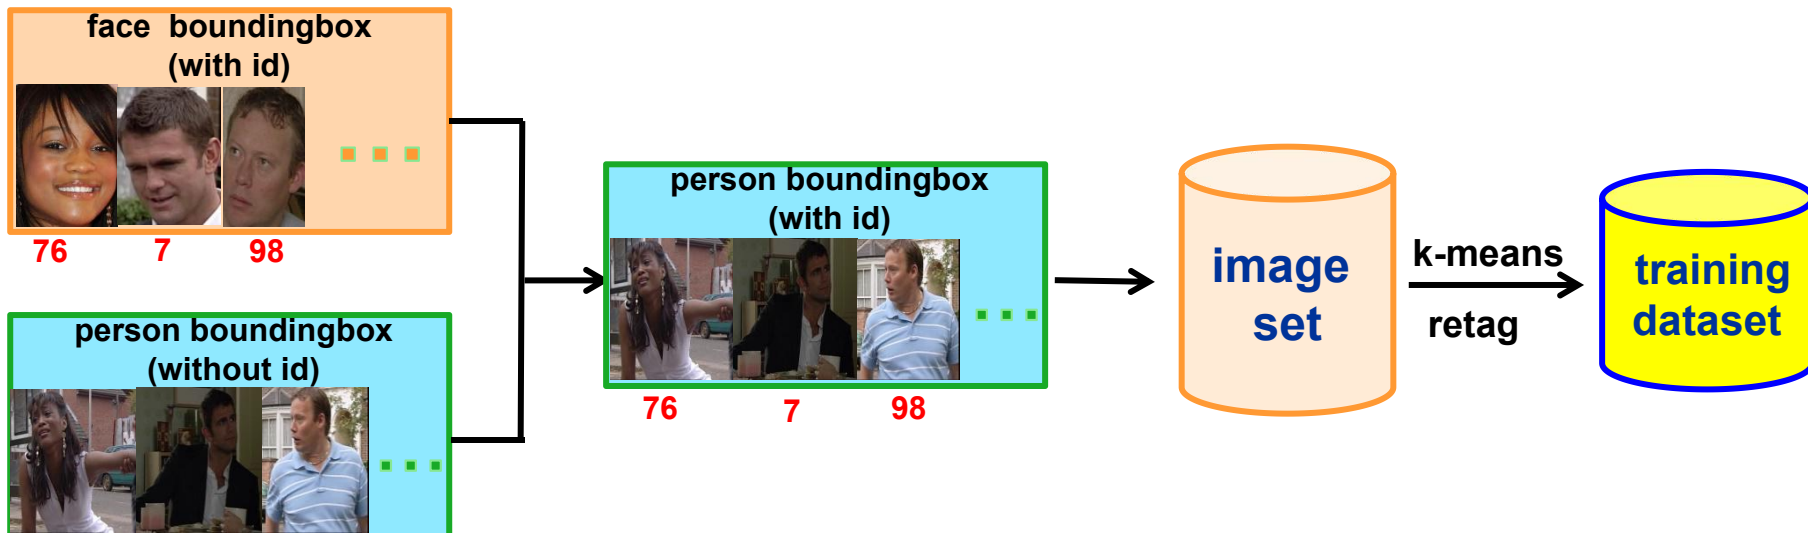 face boundingbox
(with id)
76 7 98
person boundingbox
(without id)
person boundingbox
(with id)
76 7 98
image
set
k-means
retag
training
dataset